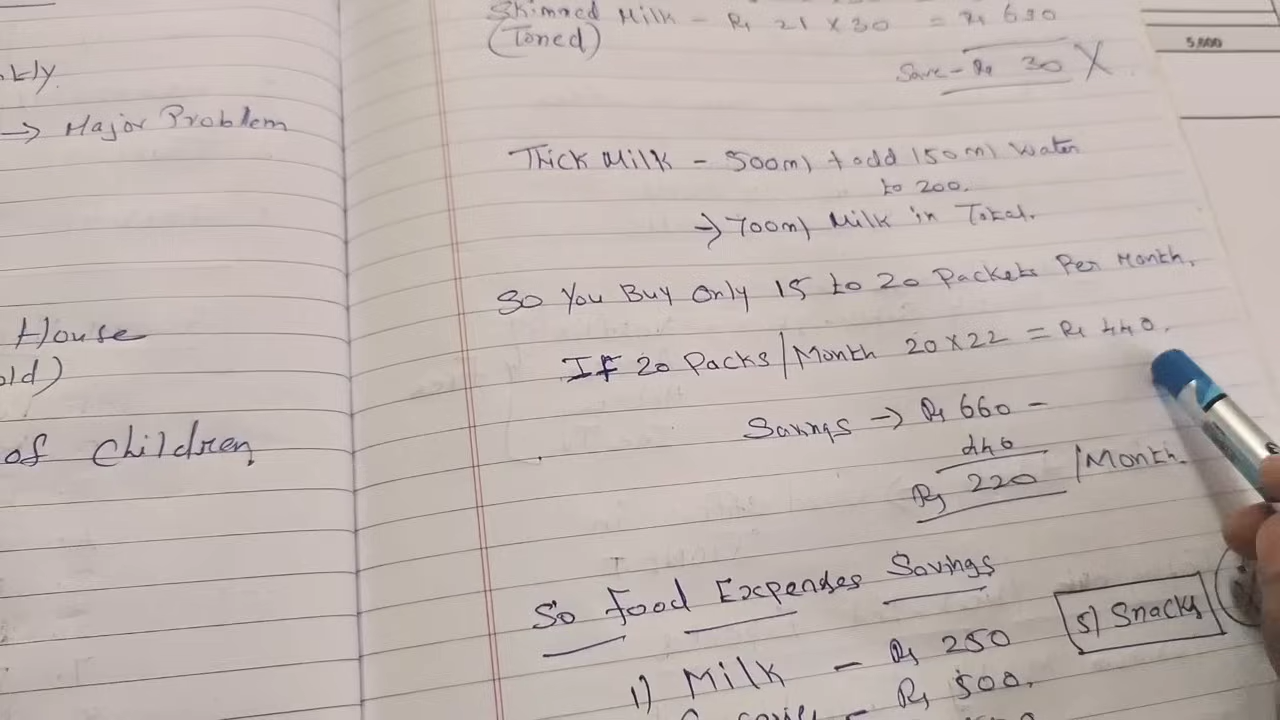 kly.
→ Major Problem
House
old)
of children.
Skimmed Milk - Rs 21 X 30 = Rs 630
(Toned)
Save - Rs 30 X
5,000
Thick Milk - 500ml + add 150ml water
to 200.
→ 700ml Milk in Total.
So You Buy Only 15 to 20 Packets Per Month.
If 20 Packs/Month 20 X 22 = Rs 440.
Savings → Rs 660 -
440
Rs 220 /Month.
So Food Expenses Savings
5) Snacks
1) Milk - Rs 250
Rs 500.